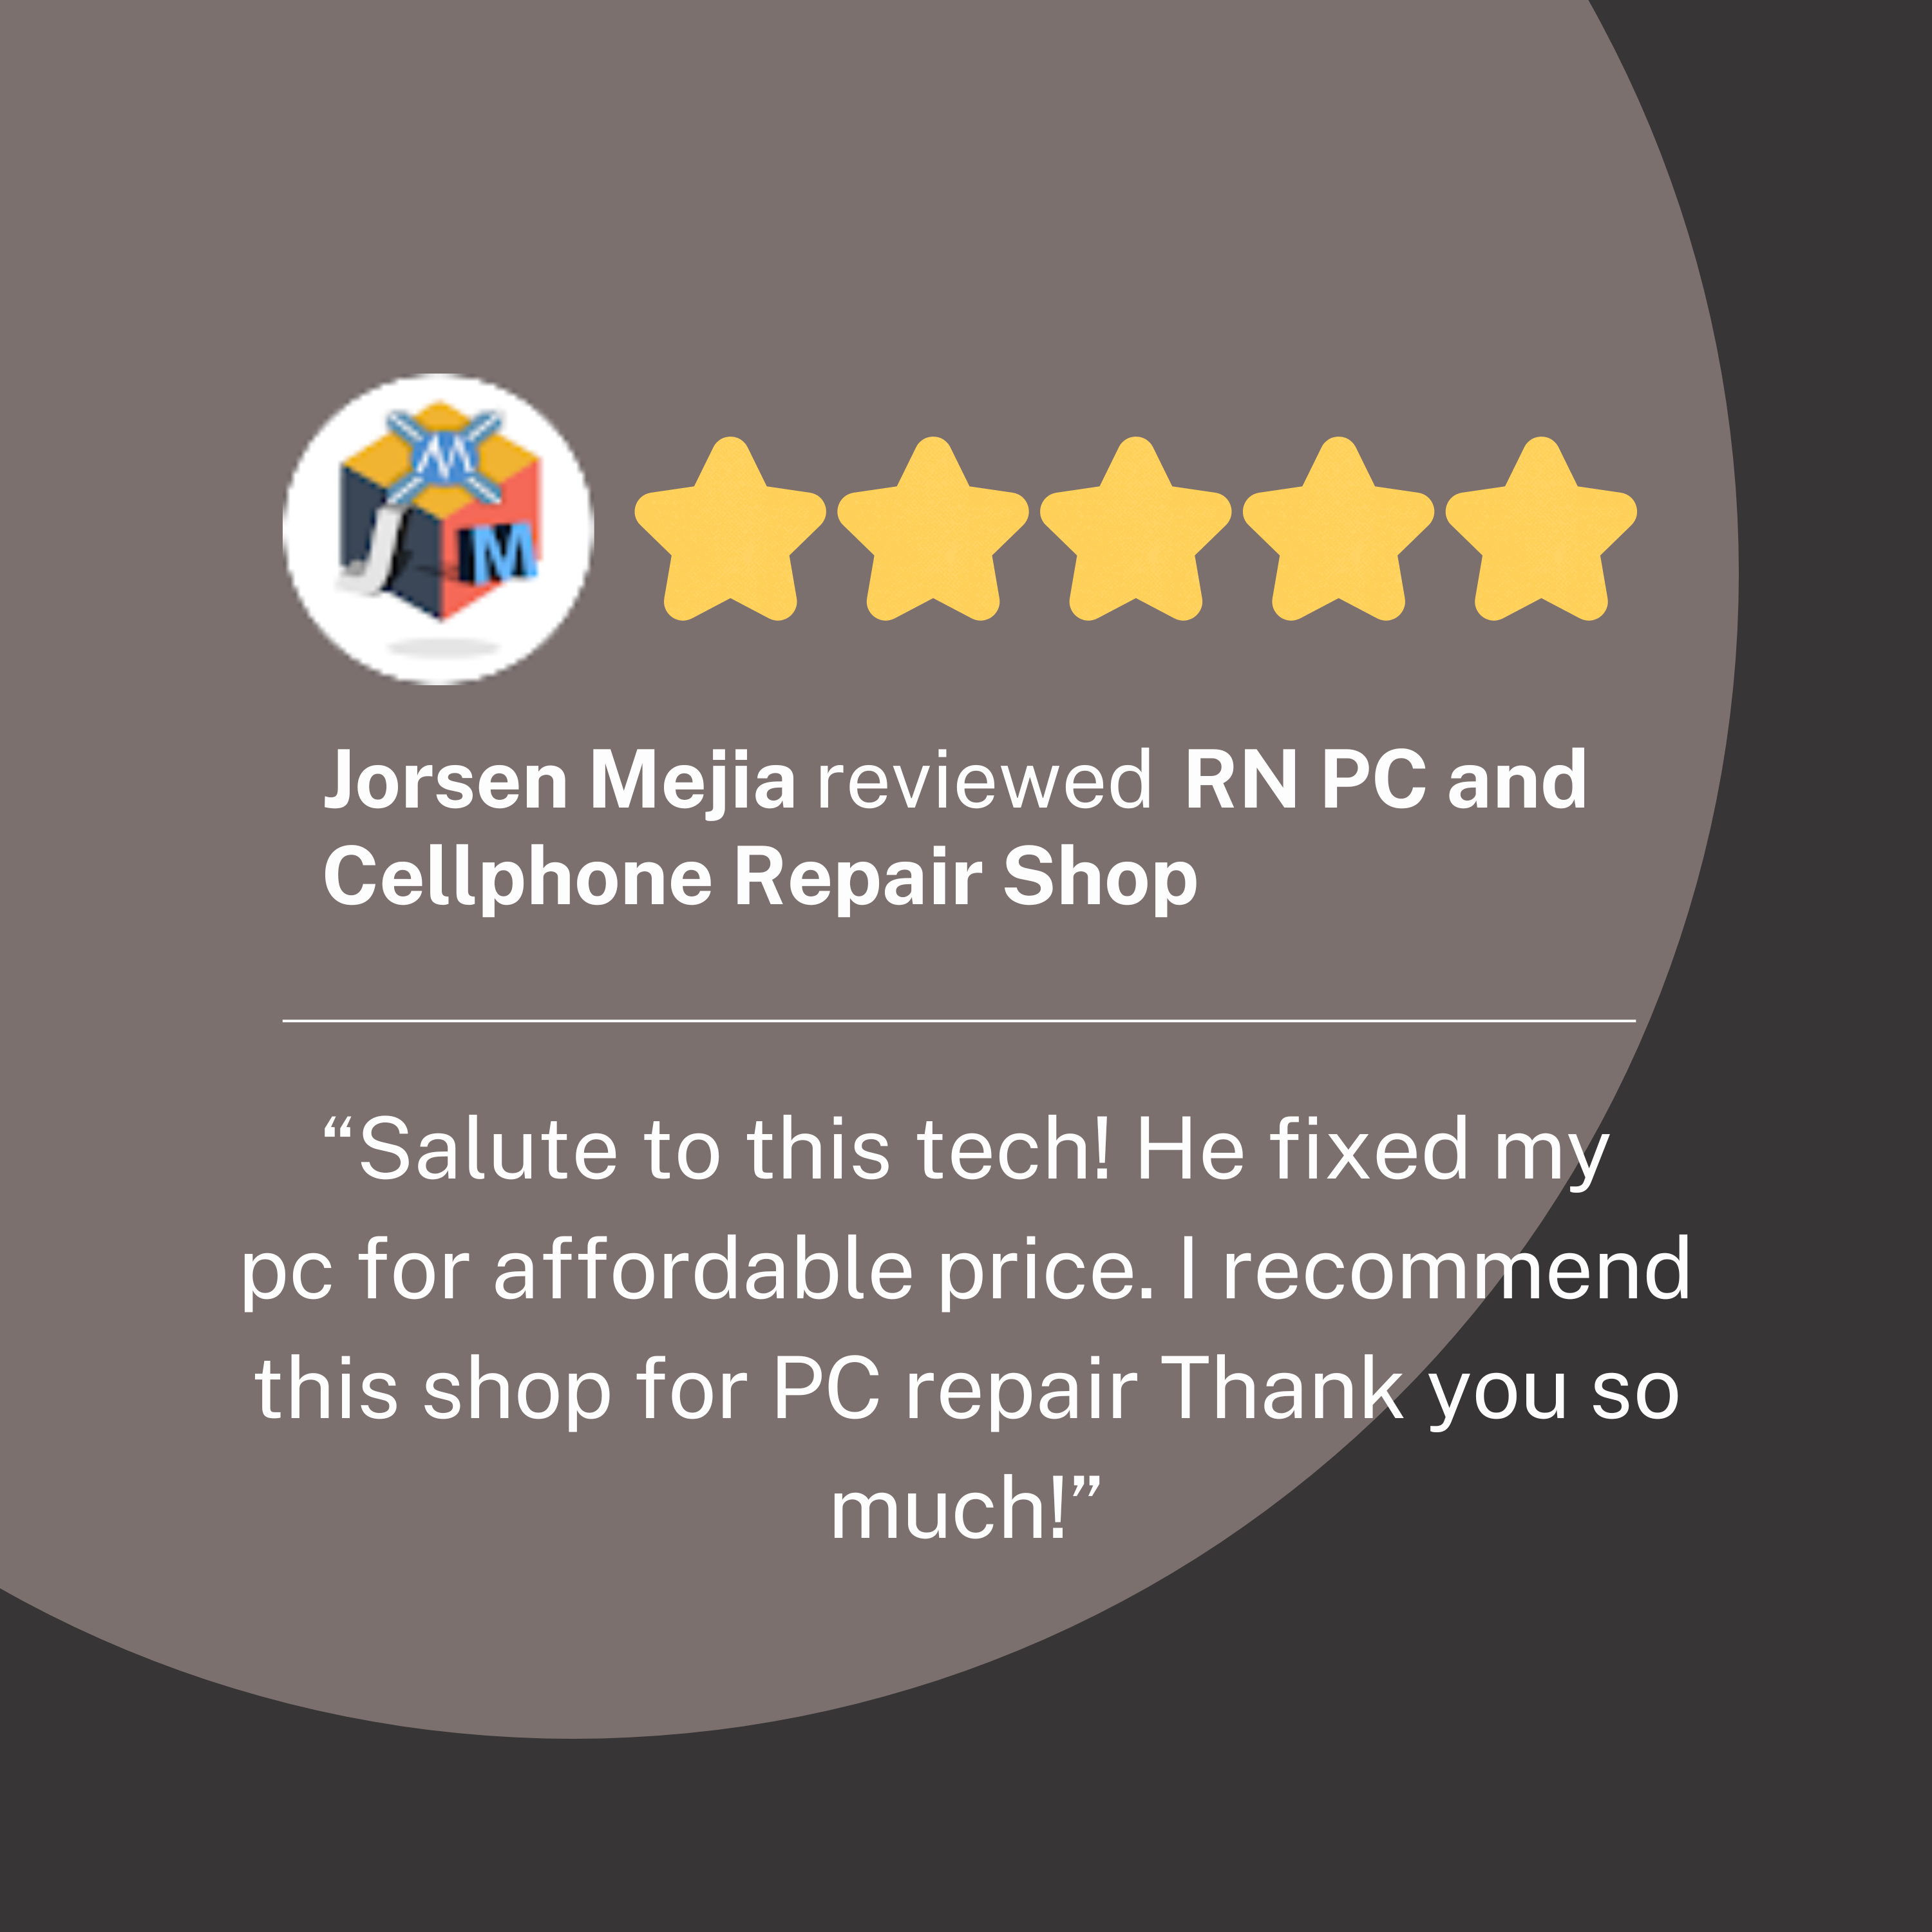 M
J M
Jorsen Mejia reviewed RN PC and
Cellphone Repair Shop
“Salute to this tech! He fixed my
pc for affordable price. I recommend
this shop for PC repair Thank you so
much!”